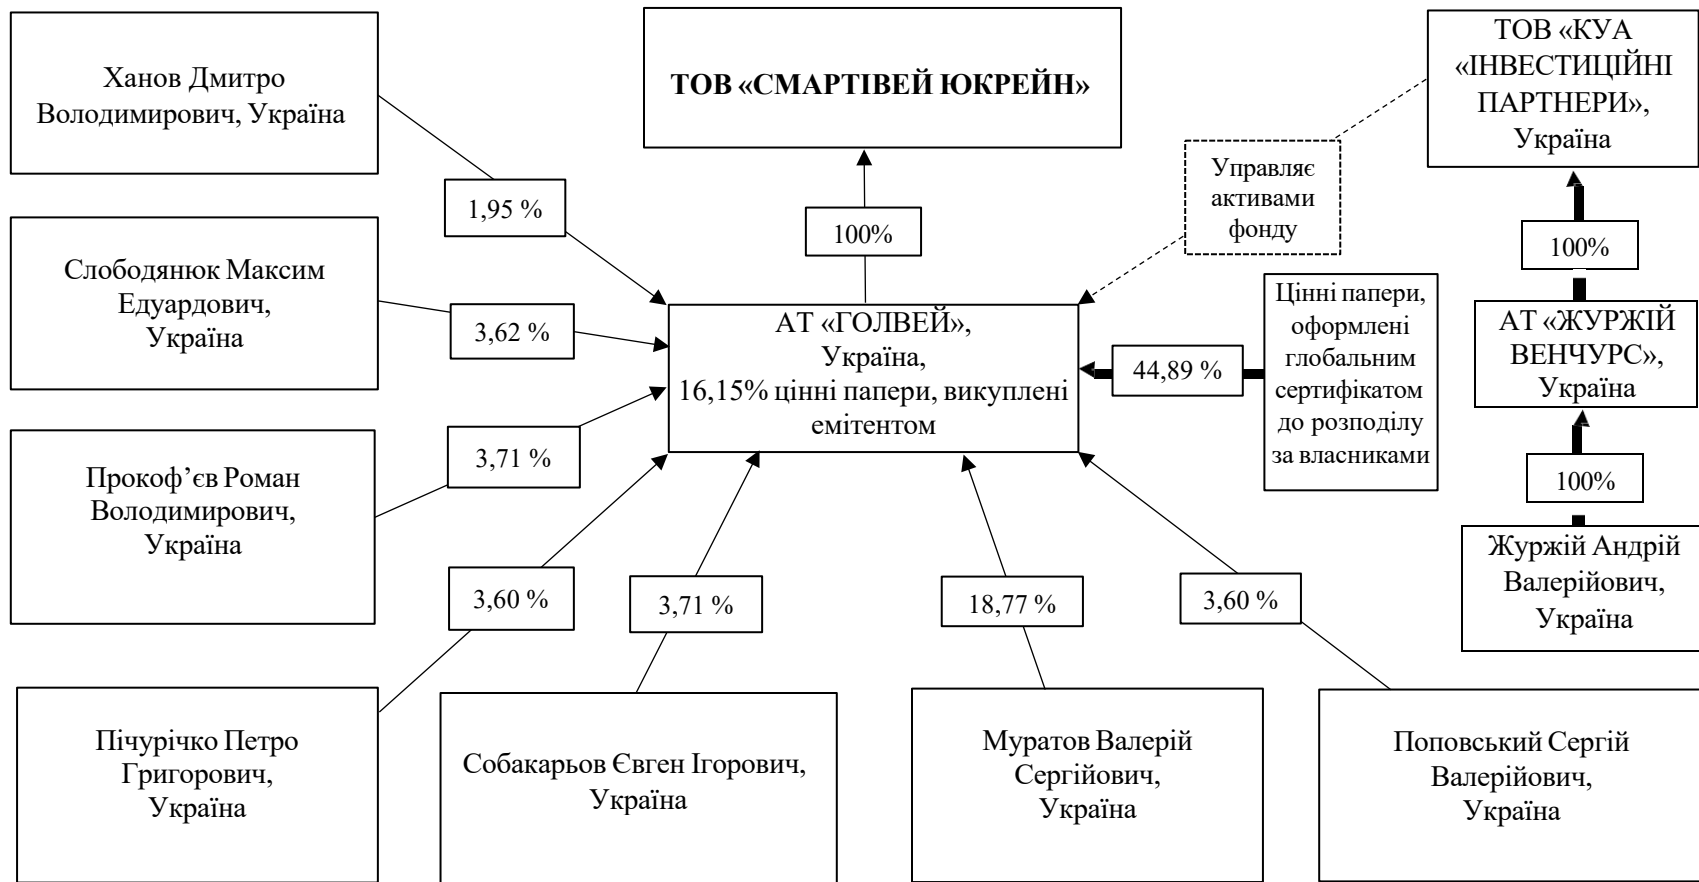 Ханов Дмитро
Володимирович, Україна
ТОВ «СМАРТІВЕЙ ЮКРЕЙН»
ТОВ «КУА
«ІНВЕСТИЦІЙНІ
ПАРТНЕРИ»,
Україна
Управляє
активами
фонду
1,95 %
100%
100%
Слободянюк Максим
Едуардович,
Україна
3,62 %
АТ «ГОЛВЕЙ»,
Україна,
16,15% цінні папери, викуплені
емітентом
44,89 %
Цінні папери,
оформлені
глобальним
сертифікатом
до розподілу
за власниками
АТ «ЖУРЖІЙ
ВЕНЧУРС»,
Україна
Прокоф’єв Роман
Володимирович,
Україна
3,71 %
100%
Журжій Андрій
Валерійович,
Україна
3,60 %
3,71 %
18,77 %
3,60 %
Пічурічко Петро
Григорович,
Україна
Собакарьов Євген Ігорович,
Україна
Муратов Валерій
Сергійович,
Україна
Поповський Сергій
Валерійович,
Україна